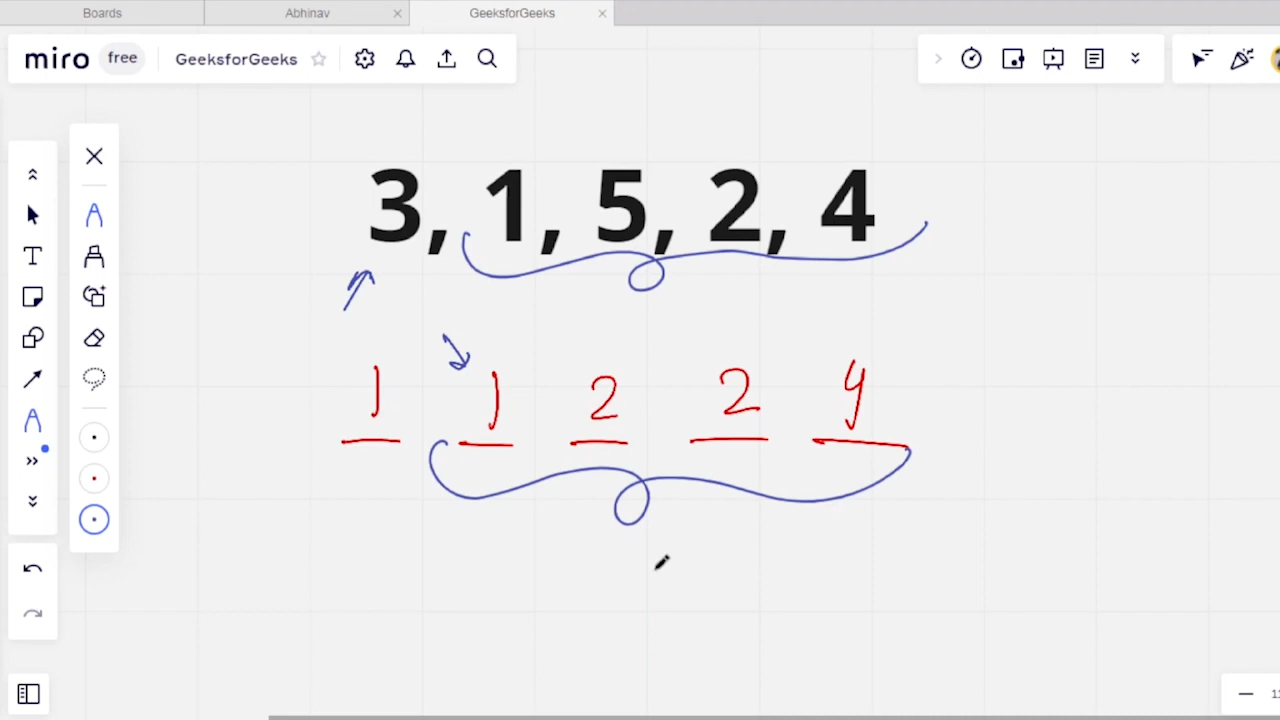 Boards Abhinav GeeksforGeeks
miro free GeeksforGeeks
3, 1, 5, 2, 4
1 1 2 2 4